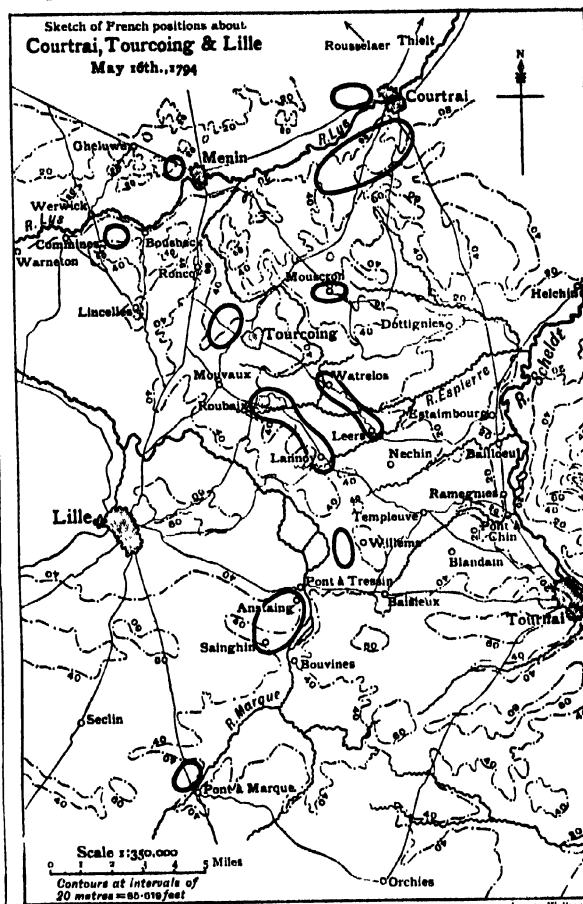 Sketch of French positions about
Courtrai, Tourcoing & Lille
May 16th., 1794
Rousselaer
Thielt
N
Courtrai
R. Lys
Gheluwe
Menin
Werwick
R. Lys
Commines
Bousbeck
Warneton
Roncq
Mouscron
Helchin
Lincelles
Tourcoing
Dottignies
R. Scheldt
Mouvaux
Watrelos
R. Espierre
Roubaix
Estaimbourg
Leers
Lannoy
Nechin
Bailloeul
Ramegnies
Lille
Templeuve
Pont à
Chin
Willems
Blandain
Pont à Tressin
Anstaing
Baisieux
Tournai
Sainghin
Bouvines
R. Marque
Seclin
Pont à Marque
Scale 1:350.000
0 1 2 3 4 5 Miles
Contours at intervals of
20 metres = 65·619 feet
Orchies